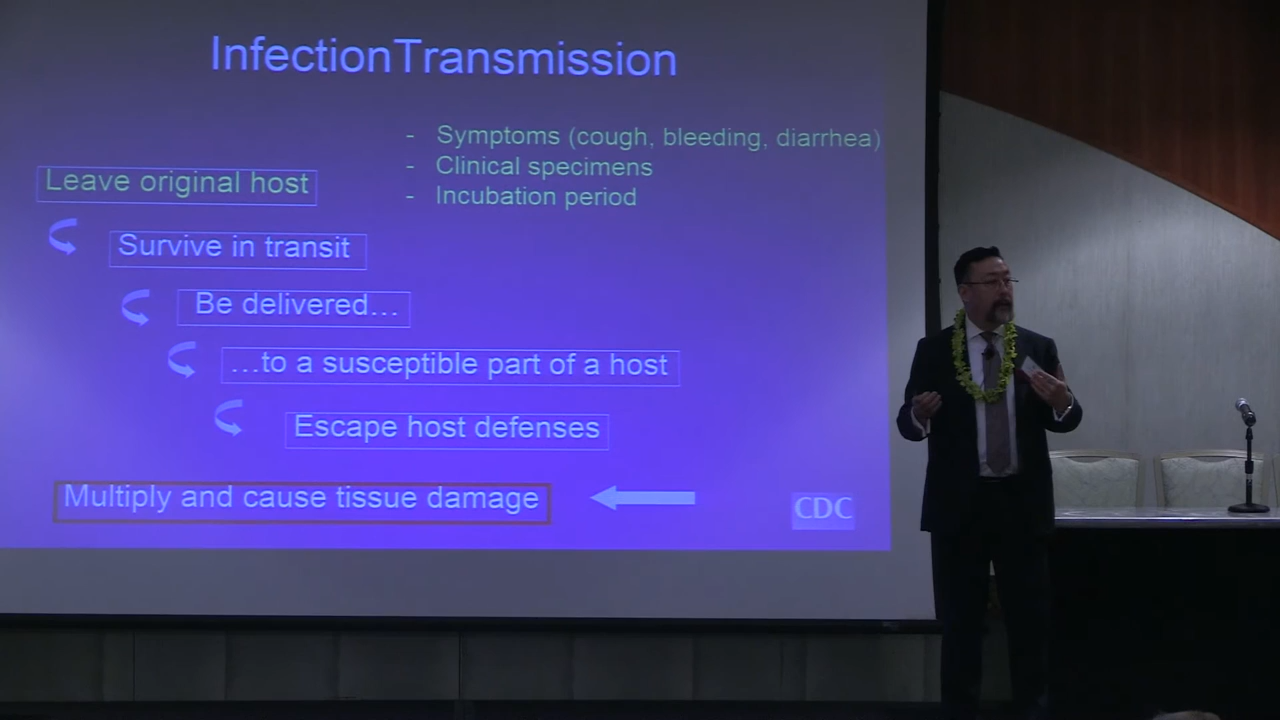 InfectionTransmission
- Symptoms (cough, bleeding, diarrhea)
- Clinical specimens
- Incubation period
Leave original host
Survive in transit
Be delivered...
...to a susceptible part of a host
Escape host defenses
Multiply and cause tissue damage
CDC